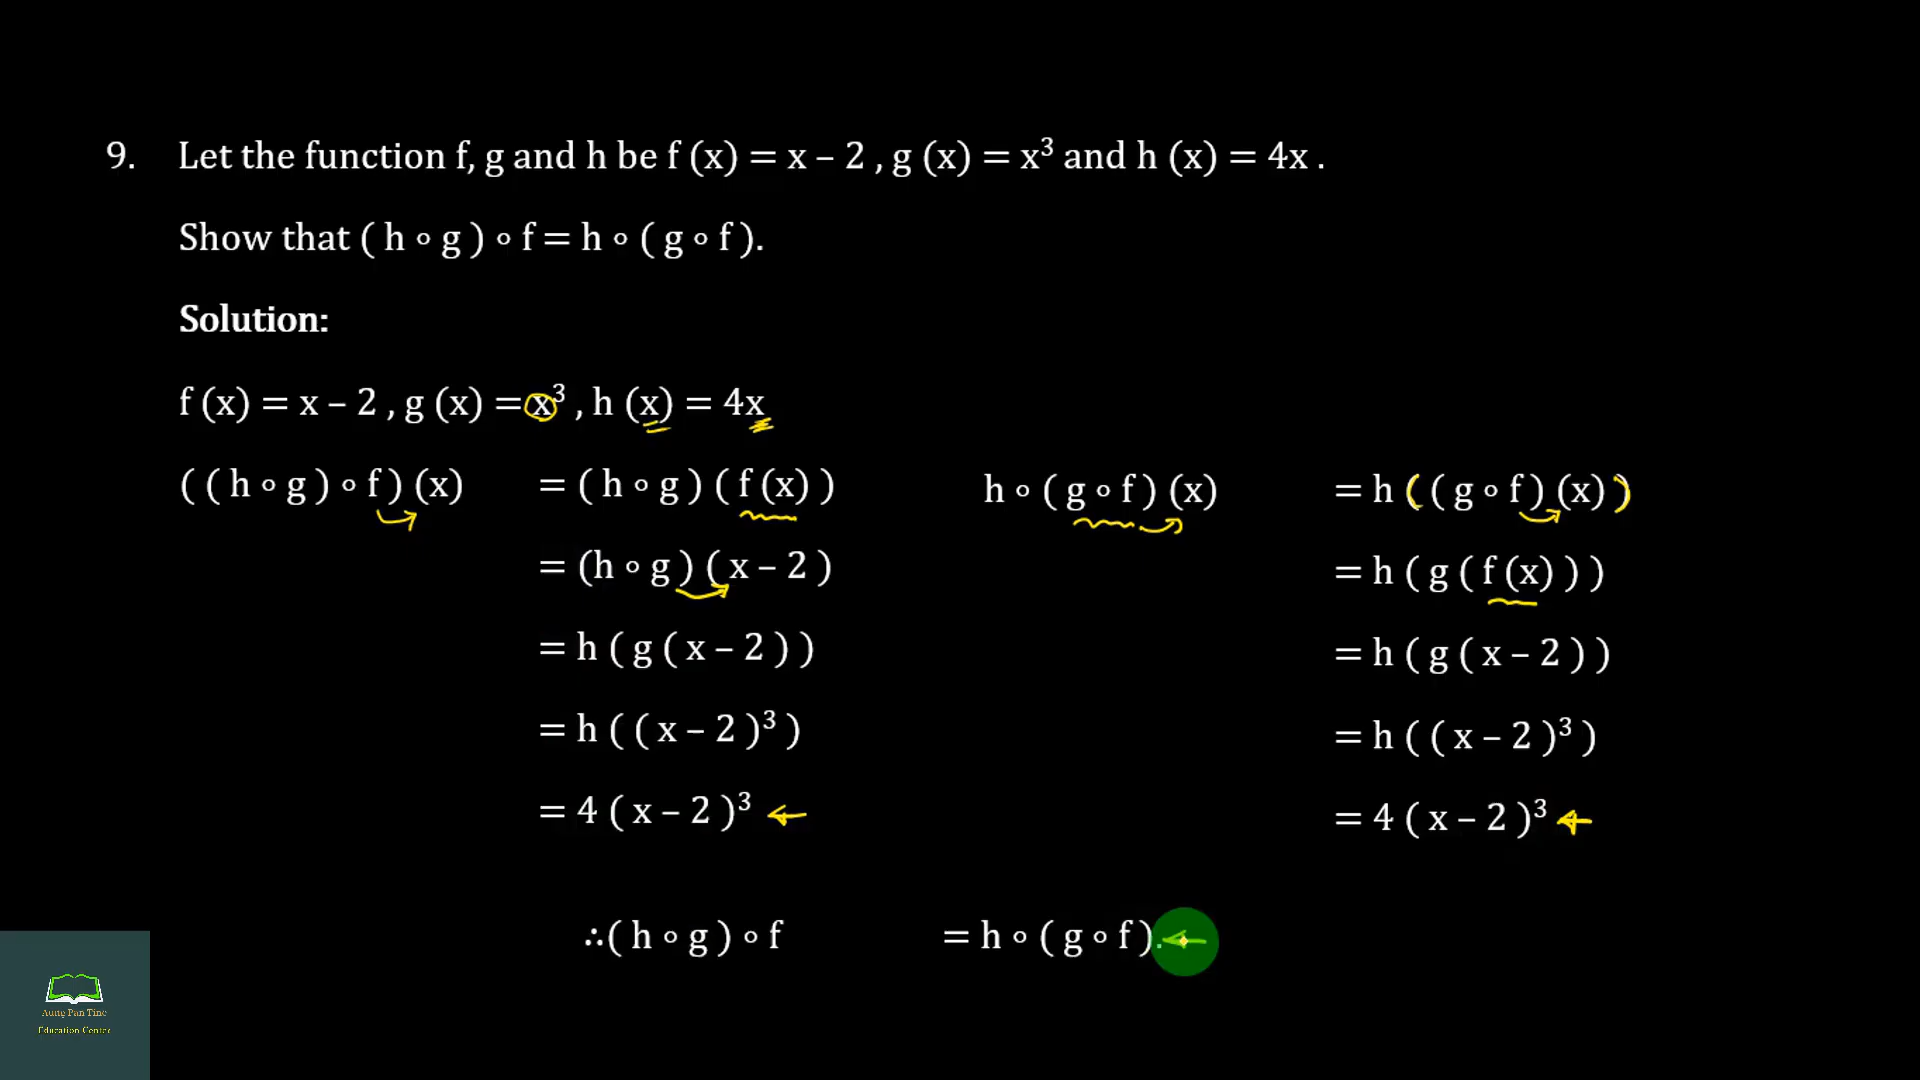 9. Let the function f, g and h be f (x) = x – 2 , g (x) = x³ and h (x) = 4x .
Show that ( h ∘ g ) ∘ f = h ∘ ( g ∘ f ).
Solution:
f (x) = x – 2 , g (x) = x³ , h (x) = 4x
( ( h ∘ g ) ∘ f ) (x) = ( h ∘ g ) ( f (x) )
= (h ∘ g ) ( x – 2 )
= h ( g ( x – 2 ) )
= h ( ( x – 2 )³ )
= 4 ( x – 2 )³
h ∘ ( g ∘ f ) (x) = h ( ( g ∘ f ) (x) )
= h ( g ( f (x) ) )
= h ( g ( x – 2 ) )
= h ( ( x – 2 )³ )
= 4 ( x – 2 )³
∴( h ∘ g ) ∘ f = h ∘ ( g ∘ f ).
Aung Pan Tine
Education Center